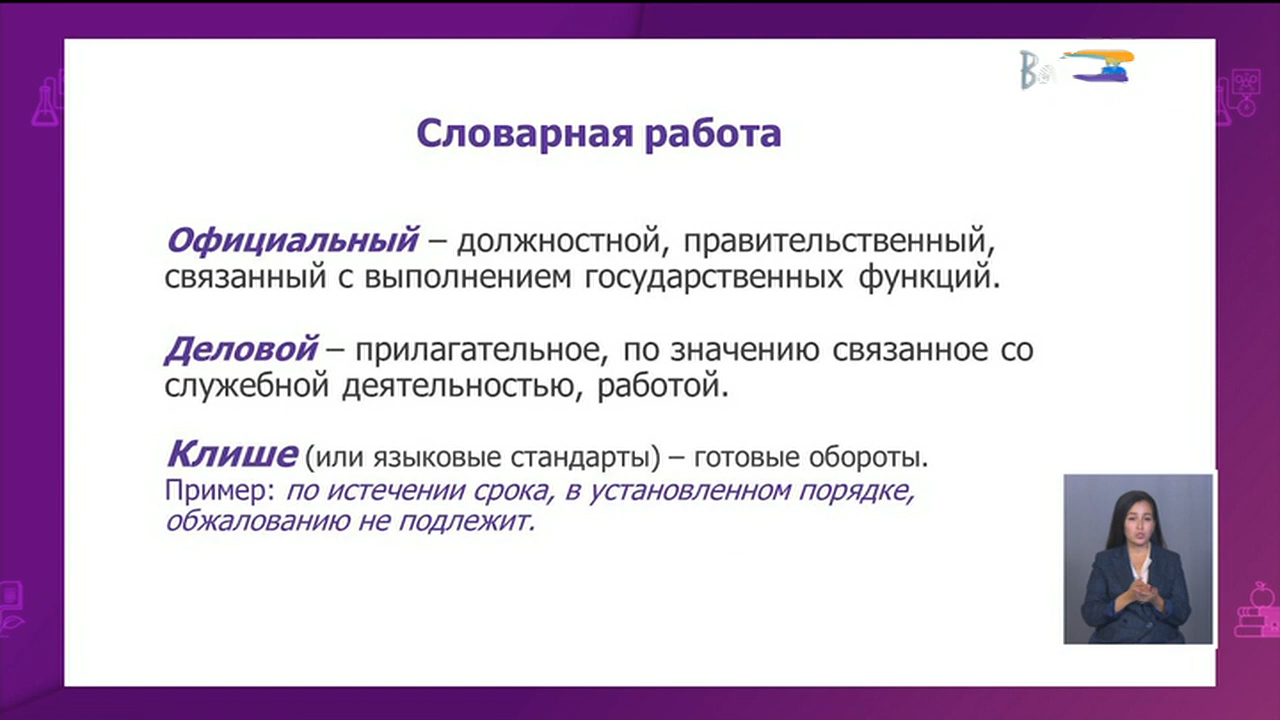 Словарная работа
Официальный – должностной, правительственный,
связанный с выполнением государственных функций.
Деловой – прилагательное, по значению связанное со
служебной деятельностью, работой.
Клише (или языковые стандарты) – готовые обороты.
Пример: по истечении срока, в установленном порядке,
обжалованию не подлежит.